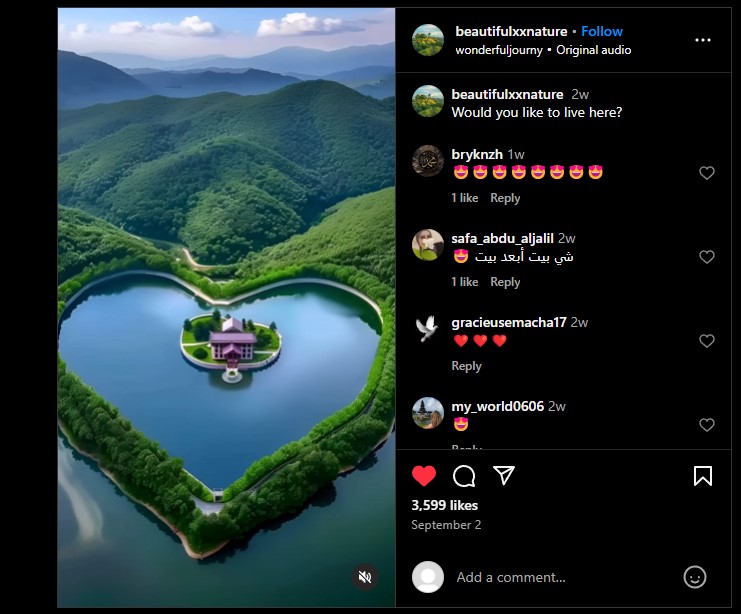 beautifulxxnature • Follow
wonderfuljourny • Original audio
beautifulxxnature 2w
Would you like to live here?
bryknzh 1w
😍😍😍😍😍😍😍😍
1 like Reply
safa_abdu_aljalil 2w
شي بيت أبعد بيت 😍
1 like Reply
gracieusemacha17 2w
❤️❤️❤️
Reply
my_world0606 2w
😍
Reply
3,599 likes
September 2
Add a comment...